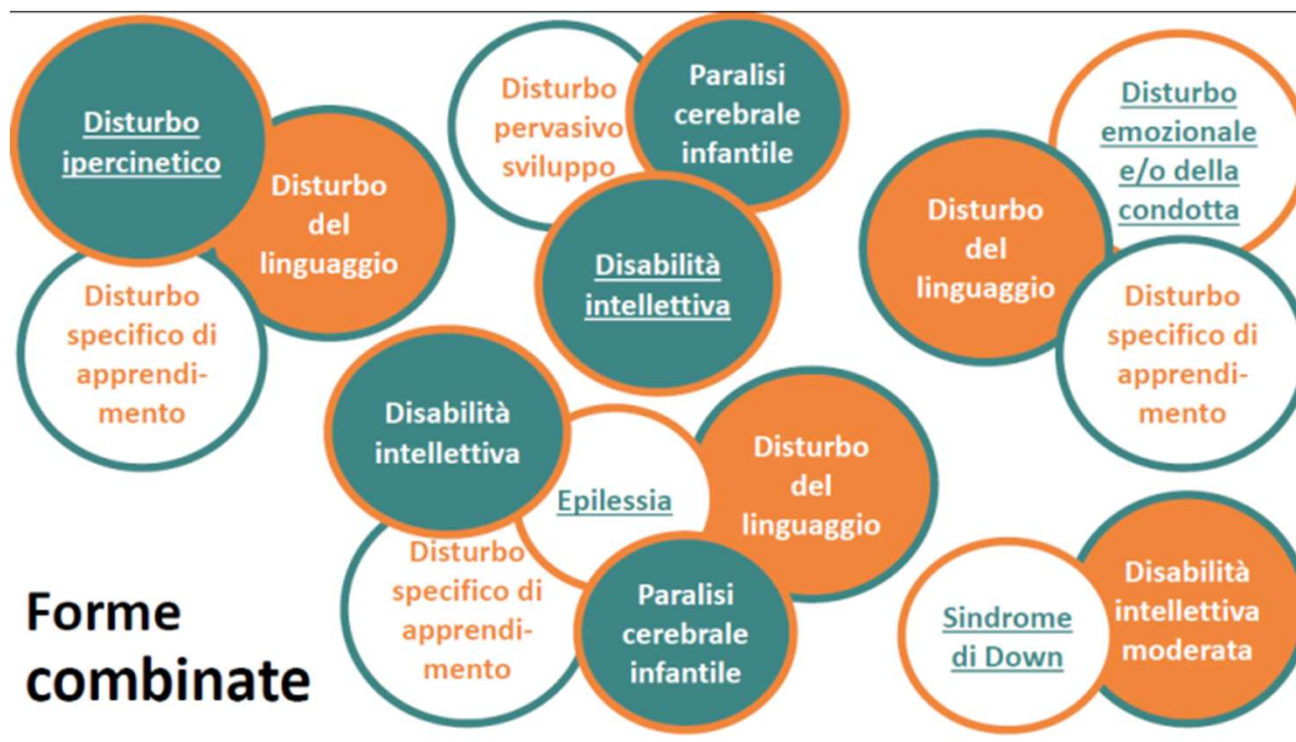 Disturbo
ipercinetico
Disturbo
del
linguaggio
Disturbo
specifico di
apprendi-
mento
Disturbo
pervasivo
sviluppo
Paralisi
cerebrale
infantile
Disabilità
intellettiva
Disturbo
emozionale
e/o della
condotta
Disturbo
del
linguaggio
Disturbo
specifico di
apprendi-
mento
Disabilità
intellettiva
Epilessia
Disturbo
del
linguaggio
Disturbo
specifico di
apprendi-
mento
Paralisi
cerebrale
infantile
Sindrome
di Down
Disabilità
intellettiva
moderata
Forme
combinate